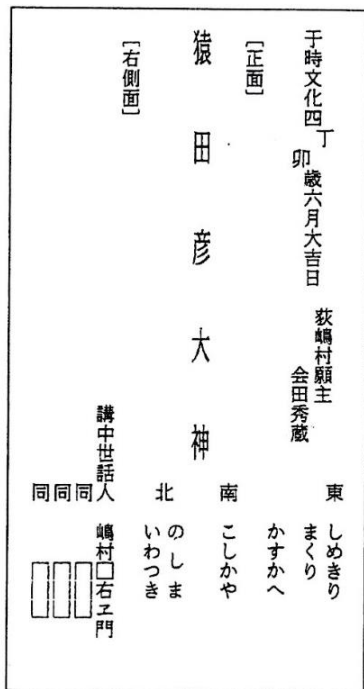 于時文化四丁卯歳六月大吉日
荻嶋村願主
会田秀蔵
東 しめきり
まくり
かすかへ
[正面]
南 こしかや
猿田彦大神
北 のしま
いわつき
[右側面]
講中世話人 嶋村□右ヱ門
同
同
同